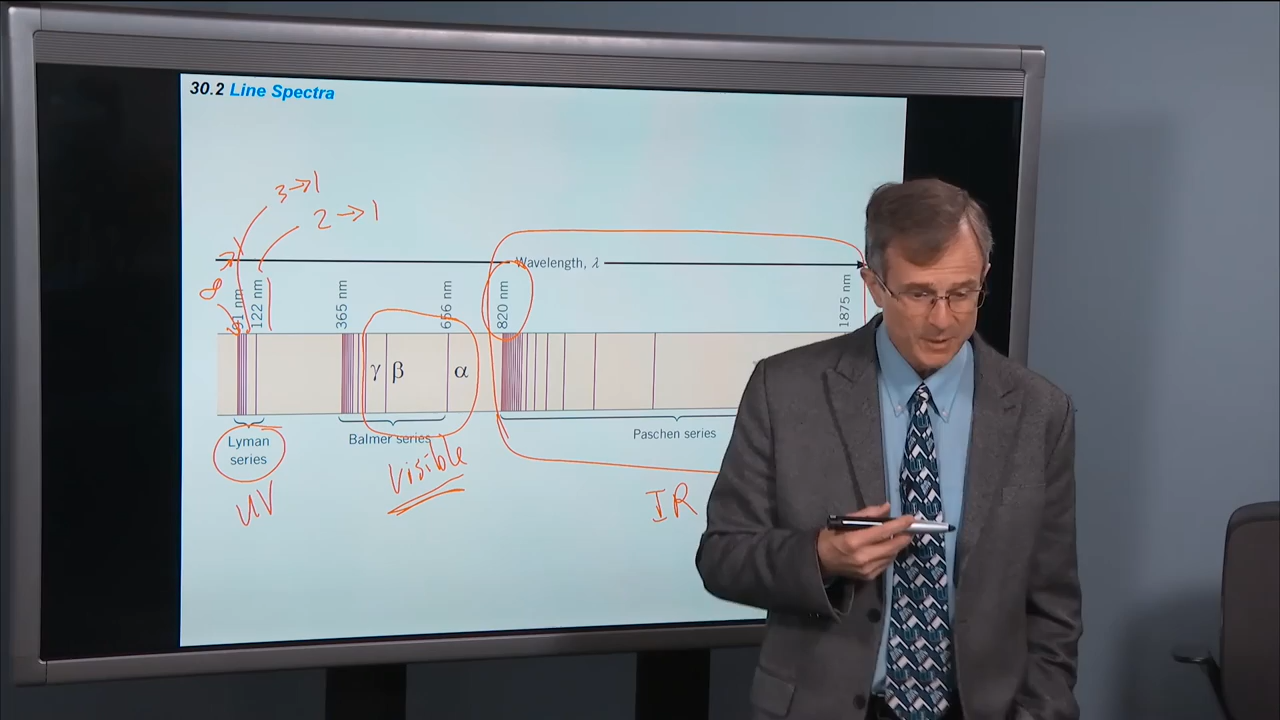 30.2 Line Spectra
3→1
2→1
Wavelength, λ
∞
91 nm
122 nm
365 nm
656 nm
820 nm
1875 nm
γ β α
Lyman
series
Balmer series
Paschen series
UV
Visible
IR